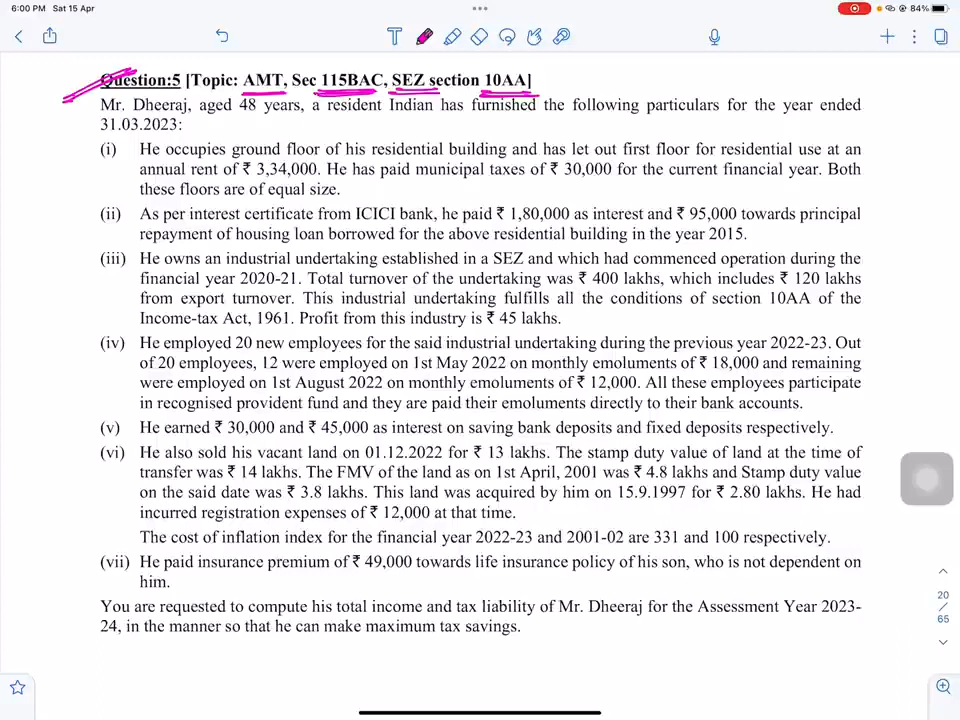 6:00 PM Sat 15 Apr
84%
Question:5 [Topic: AMT, Sec 115BAC, SEZ section 10AA]
Mr. Dheeraj, aged 48 years, a resident Indian has furnished the following particulars for the year ended
31.03.2023:
(i) He occupies ground floor of his residential building and has let out first floor for residential use at an
annual rent of ₹ 3,34,000. He has paid municipal taxes of ₹ 30,000 for the current financial year. Both
these floors are of equal size.
(ii) As per interest certificate from ICICI bank, he paid ₹ 1,80,000 as interest and ₹ 95,000 towards principal
repayment of housing loan borrowed for the above residential building in the year 2015.
(iii) He owns an industrial undertaking established in a SEZ and which had commenced operation during the
financial year 2020-21. Total turnover of the undertaking was ₹ 400 lakhs, which includes ₹ 120 lakhs
from export turnover. This industrial undertaking fulfills all the conditions of section 10AA of the
Income-tax Act, 1961. Profit from this industry is ₹ 45 lakhs.
(iv) He employed 20 new employees for the said industrial undertaking during the previous year 2022-23. Out
of 20 employees, 12 were employed on 1st May 2022 on monthly emoluments of ₹ 18,000 and remaining
were employed on 1st August 2022 on monthly emoluments of ₹ 12,000. All these employees participate
in recognised provident fund and they are paid their emoluments directly to their bank accounts.
(v) He earned ₹ 30,000 and ₹ 45,000 as interest on saving bank deposits and fixed deposits respectively.
(vi) He also sold his vacant land on 01.12.2022 for ₹ 13 lakhs. The stamp duty value of land at the time of
transfer was ₹ 14 lakhs. The FMV of the land as on 1st April, 2001 was ₹ 4.8 lakhs and Stamp duty value
on the said date was ₹ 3.8 lakhs. This land was acquired by him on 15.9.1997 for ₹ 2.80 lakhs. He had
incurred registration expenses of ₹ 12,000 at that time.
The cost of inflation index for the financial year 2022-23 and 2001-02 are 331 and 100 respectively.
(vii) He paid insurance premium of ₹ 49,000 towards life insurance policy of his son, who is not dependent on
him.
You are requested to compute his total income and tax liability of Mr. Dheeraj for the Assessment Year 2023-
24, in the manner so that he can make maximum tax savings.
20
/
65